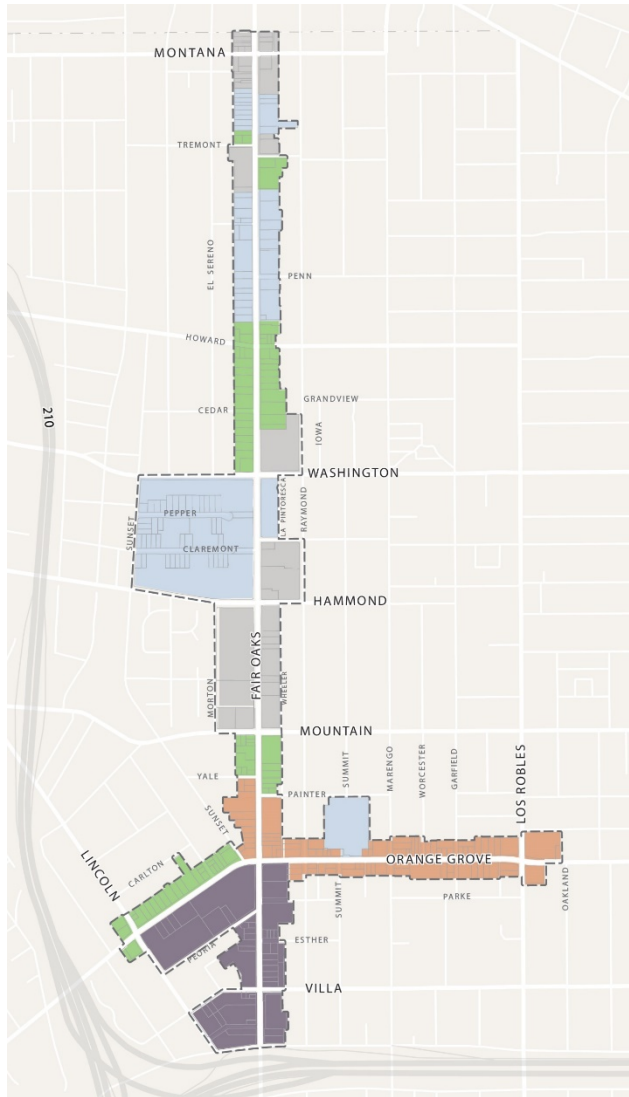 MONTANA
TREMONT
EL SERENO
PENN
HOWARD
GRANDVIEW
CEDAR
IOWA
210
WASHINGTON
LA PINTORESCA
RAYMOND
PEPPER
SUNSET
CLAREMONT
HAMMOND
FAIR OAKS
MORTON
WHEELER
MOUNTAIN
SUMMIT
MARENGO
WORCESTER
GARFIELD
LOS ROBLES
YALE
PAINTER
SUNSET
ORANGE GROVE
LINCOLN
CARLTON
SUMMIT
PARKE
OAKLAND
PEORIA
ESTHER
VILLA